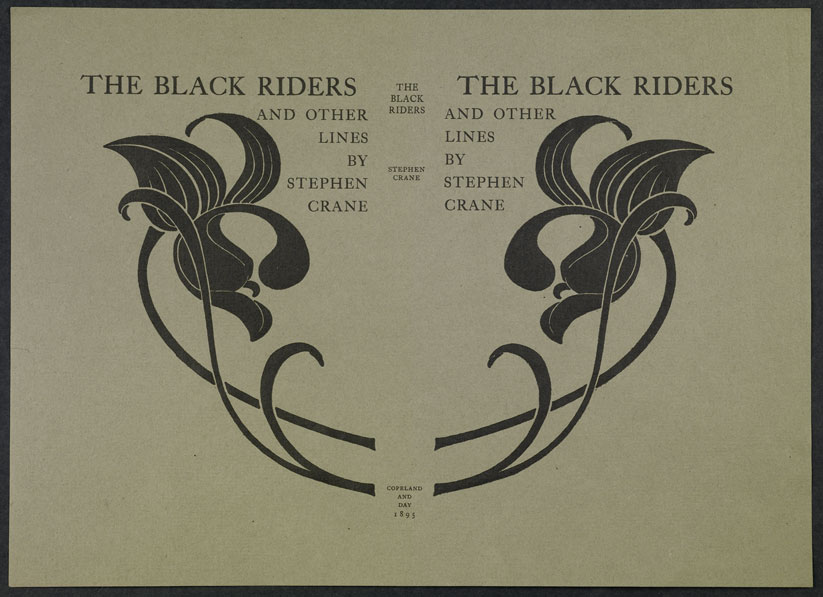 THE BLACK RIDERS
AND OTHER
LINES
BY
STEPHEN
CRANE
THE
BLACK
RIDERS
STEPHEN
CRANE
COPELAND
AND
DAY
1895
THE BLACK RIDERS
AND OTHER
LINES
BY
STEPHEN
CRANE